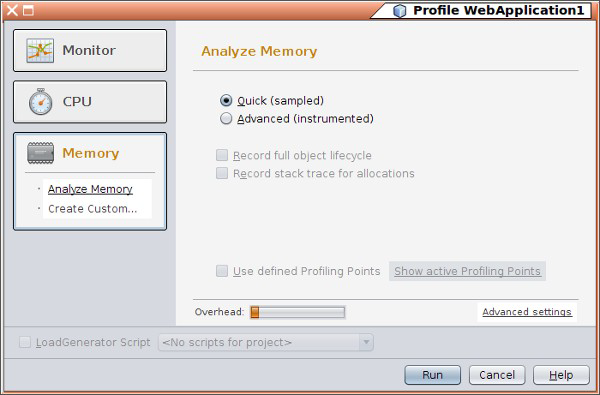 Profile WebApplication1
Monitor
CPU
Memory
· Analyze Memory
· Create Custom...
Analyze Memory
Quick (sampled)
Advanced (instrumented)
Record full object lifecycle
Record stack trace for allocations
Use defined Profiling Points Show active Profiling Points
Overhead: Advanced settings
LoadGenerator Script <No scripts for project>
Run Cancel Help